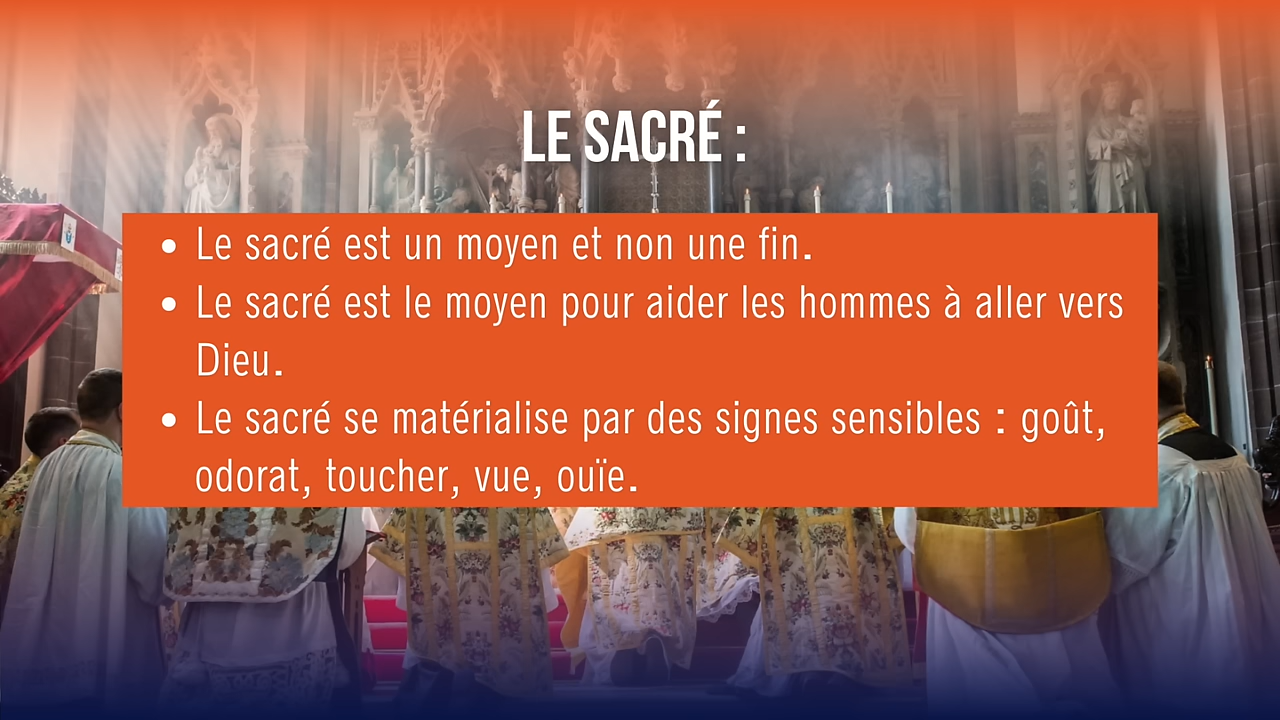 LE SACRÉ :
• Le sacré est un moyen et non une fin.
• Le sacré est le moyen pour aider les hommes à aller vers
Dieu.
• Le sacré se matérialise par des signes sensibles : goût,
odorat, toucher, vue, ouïe.